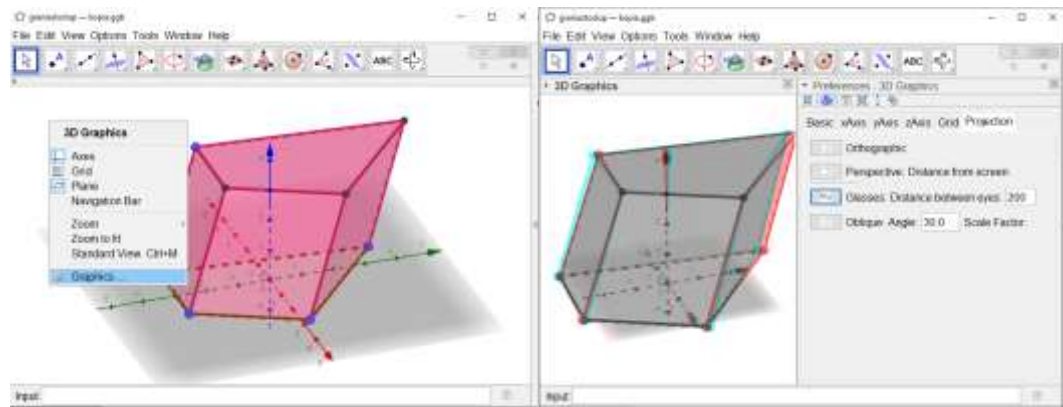 File Edit View Options Tools Window Help
ABC
3D Graphics
Axes
Grid
Plane
Navigation Bar
Zoom
Zoom to fit
Standard View Ctrl+M
Graphics ...
Input:
File Edit View Options Tools Window Help
ABC
3D Graphics
Preferences 3D Graphics
Basic xAxis yAxis zAxis Grid Projection
Orthographic
Perspective: Distance from screen
Glasses: Distance between eyes: 200
Oblique: Angle: 30.0 Scale Factor:
Input: